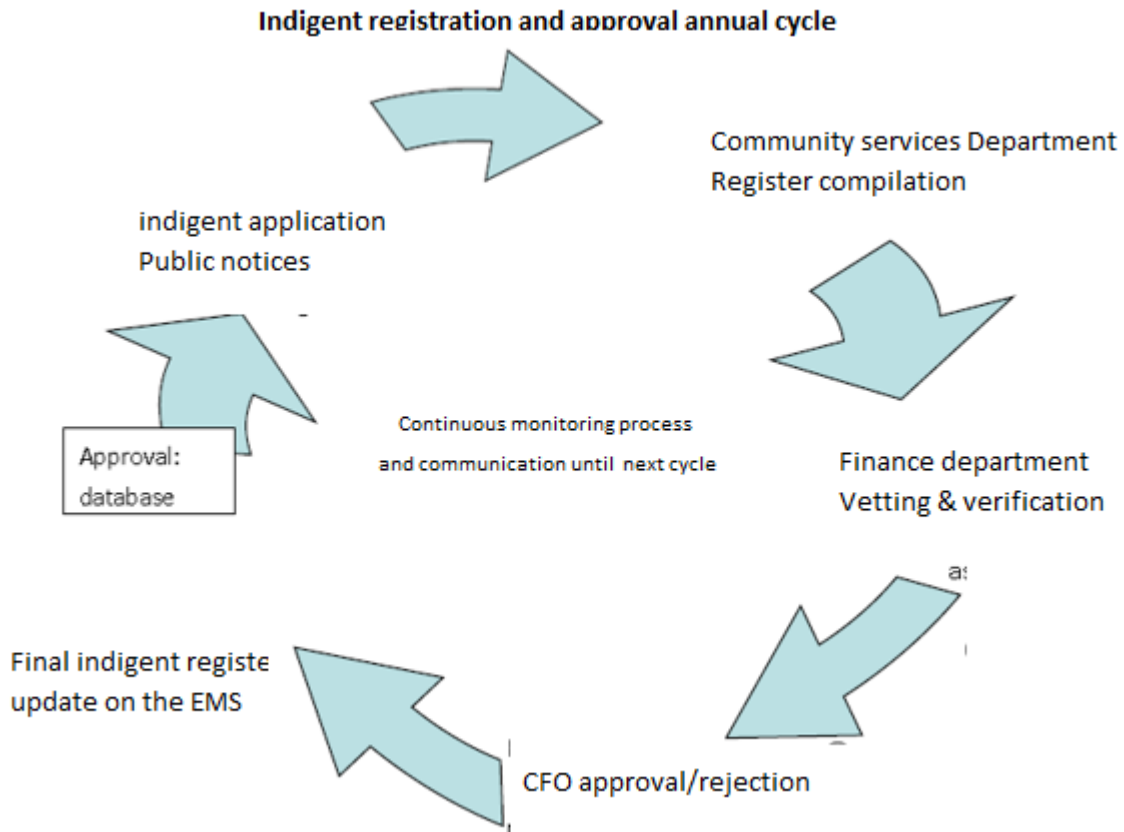 Indigent registration and approval annual cycle
Community services Department
Register compilation
indigent application
Public notices
Continuous monitoring process
and communication until next cycle
Approval:
database
Finance department
Vetting & verification
as
Final indigent registe
update on the EMS
CFO approval/rejection